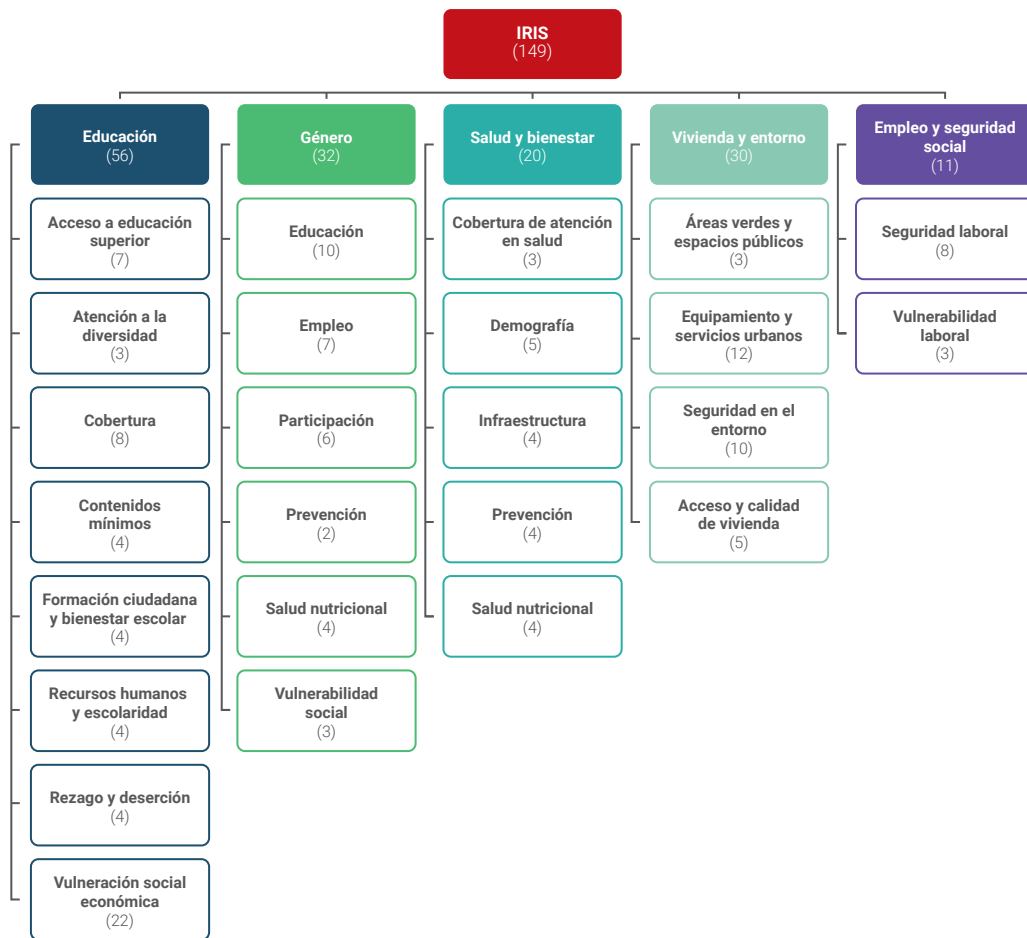 IRIS
(149)
Educación
(56)
Acceso a educación
superior
(7)
Atención a la
diversidad
(3)
Cobertura
(8)
Contenidos
mínimos
(4)
Formación ciudadana
y bienestar escolar
(4)
Recursos humanos
y escolaridad
(4)
Rezago y deserción
(4)
Vulneración social
económica
(22)
Género
(32)
Educación
(10)
Empleo
(7)
Participación
(6)
Prevención
(2)
Salud nutricional
(4)
Vulnerabilidad
social
(3)
Salud y bienestar
(20)
Cobertura de atención
en salud
(3)
Demografía
(5)
Infraestructura
(4)
Prevención
(4)
Salud nutricional
(4)
Vivienda y entorno
(30)
Áreas verdes y
espacios públicos
(3)
Equipamiento y
servicios urbanos
(12)
Seguridad en el
entorno
(10)
Acceso y calidad
de vivienda
(5)
Empleo y seguridad
social
(11)
Seguridad laboral
(8)
Vulnerabilidad
laboral
(3)